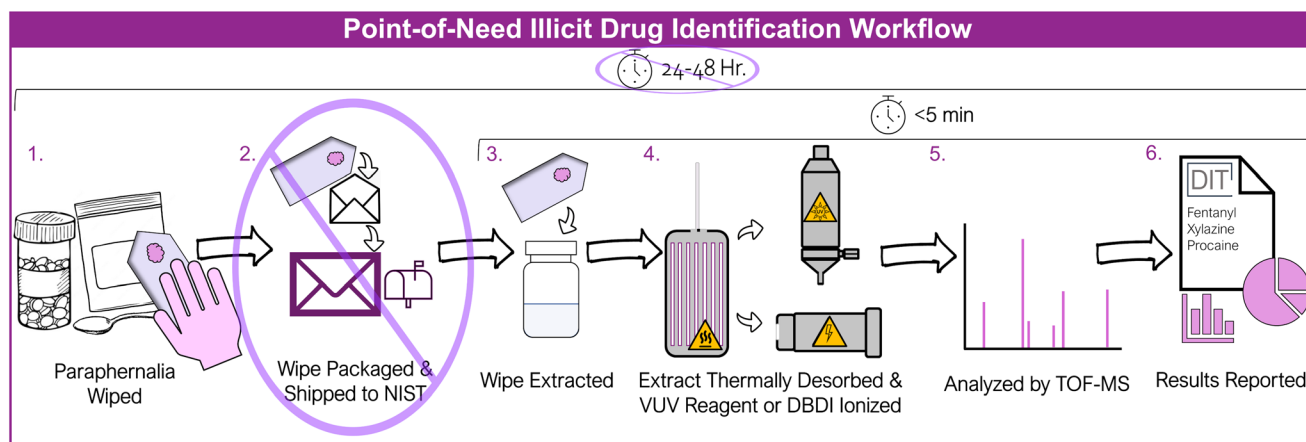 Point-of-Need Illicit Drug Identification Workflow
24-48 Hr.
<5 min
1.
2.
3.
4.
5.
6.
VUV
DIT
Fentanyl
Xylazine
Procaine
Paraphernalia
Wiped
Wipe Packaged &
Shipped to NIST
Wipe Extracted
Extract Thermally Desorbed &
VUV Reagent or DBDI Ionized
Analyzed by TOF-MS
Results Reported